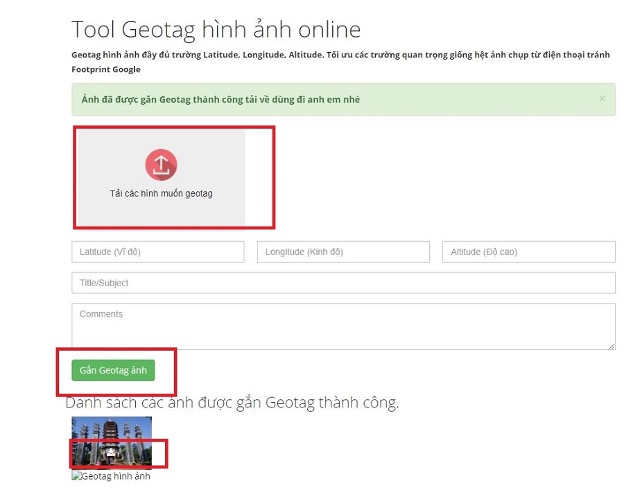 Tool Geotag hình ảnh online
Geotag hình ảnh đầy đủ trường Latitude, Longitude, Altitude. Tối ưu các trường quan trọng giống hệt ảnh chụp từ điện thoại tránh
Footprint Google
Ảnh đã được gắn Geotag thành công tải về dùng đi anh em nhé
×
Tải các hình muốn geotag
Latitude (Vĩ độ)
Longitude (Kinh độ)
Altitude (Độ cao)
Title/Subject
Comments
Gắn Geotag ảnh
Danh sách các ảnh được gắn Geotag thành công.
Geotag hình ảnh